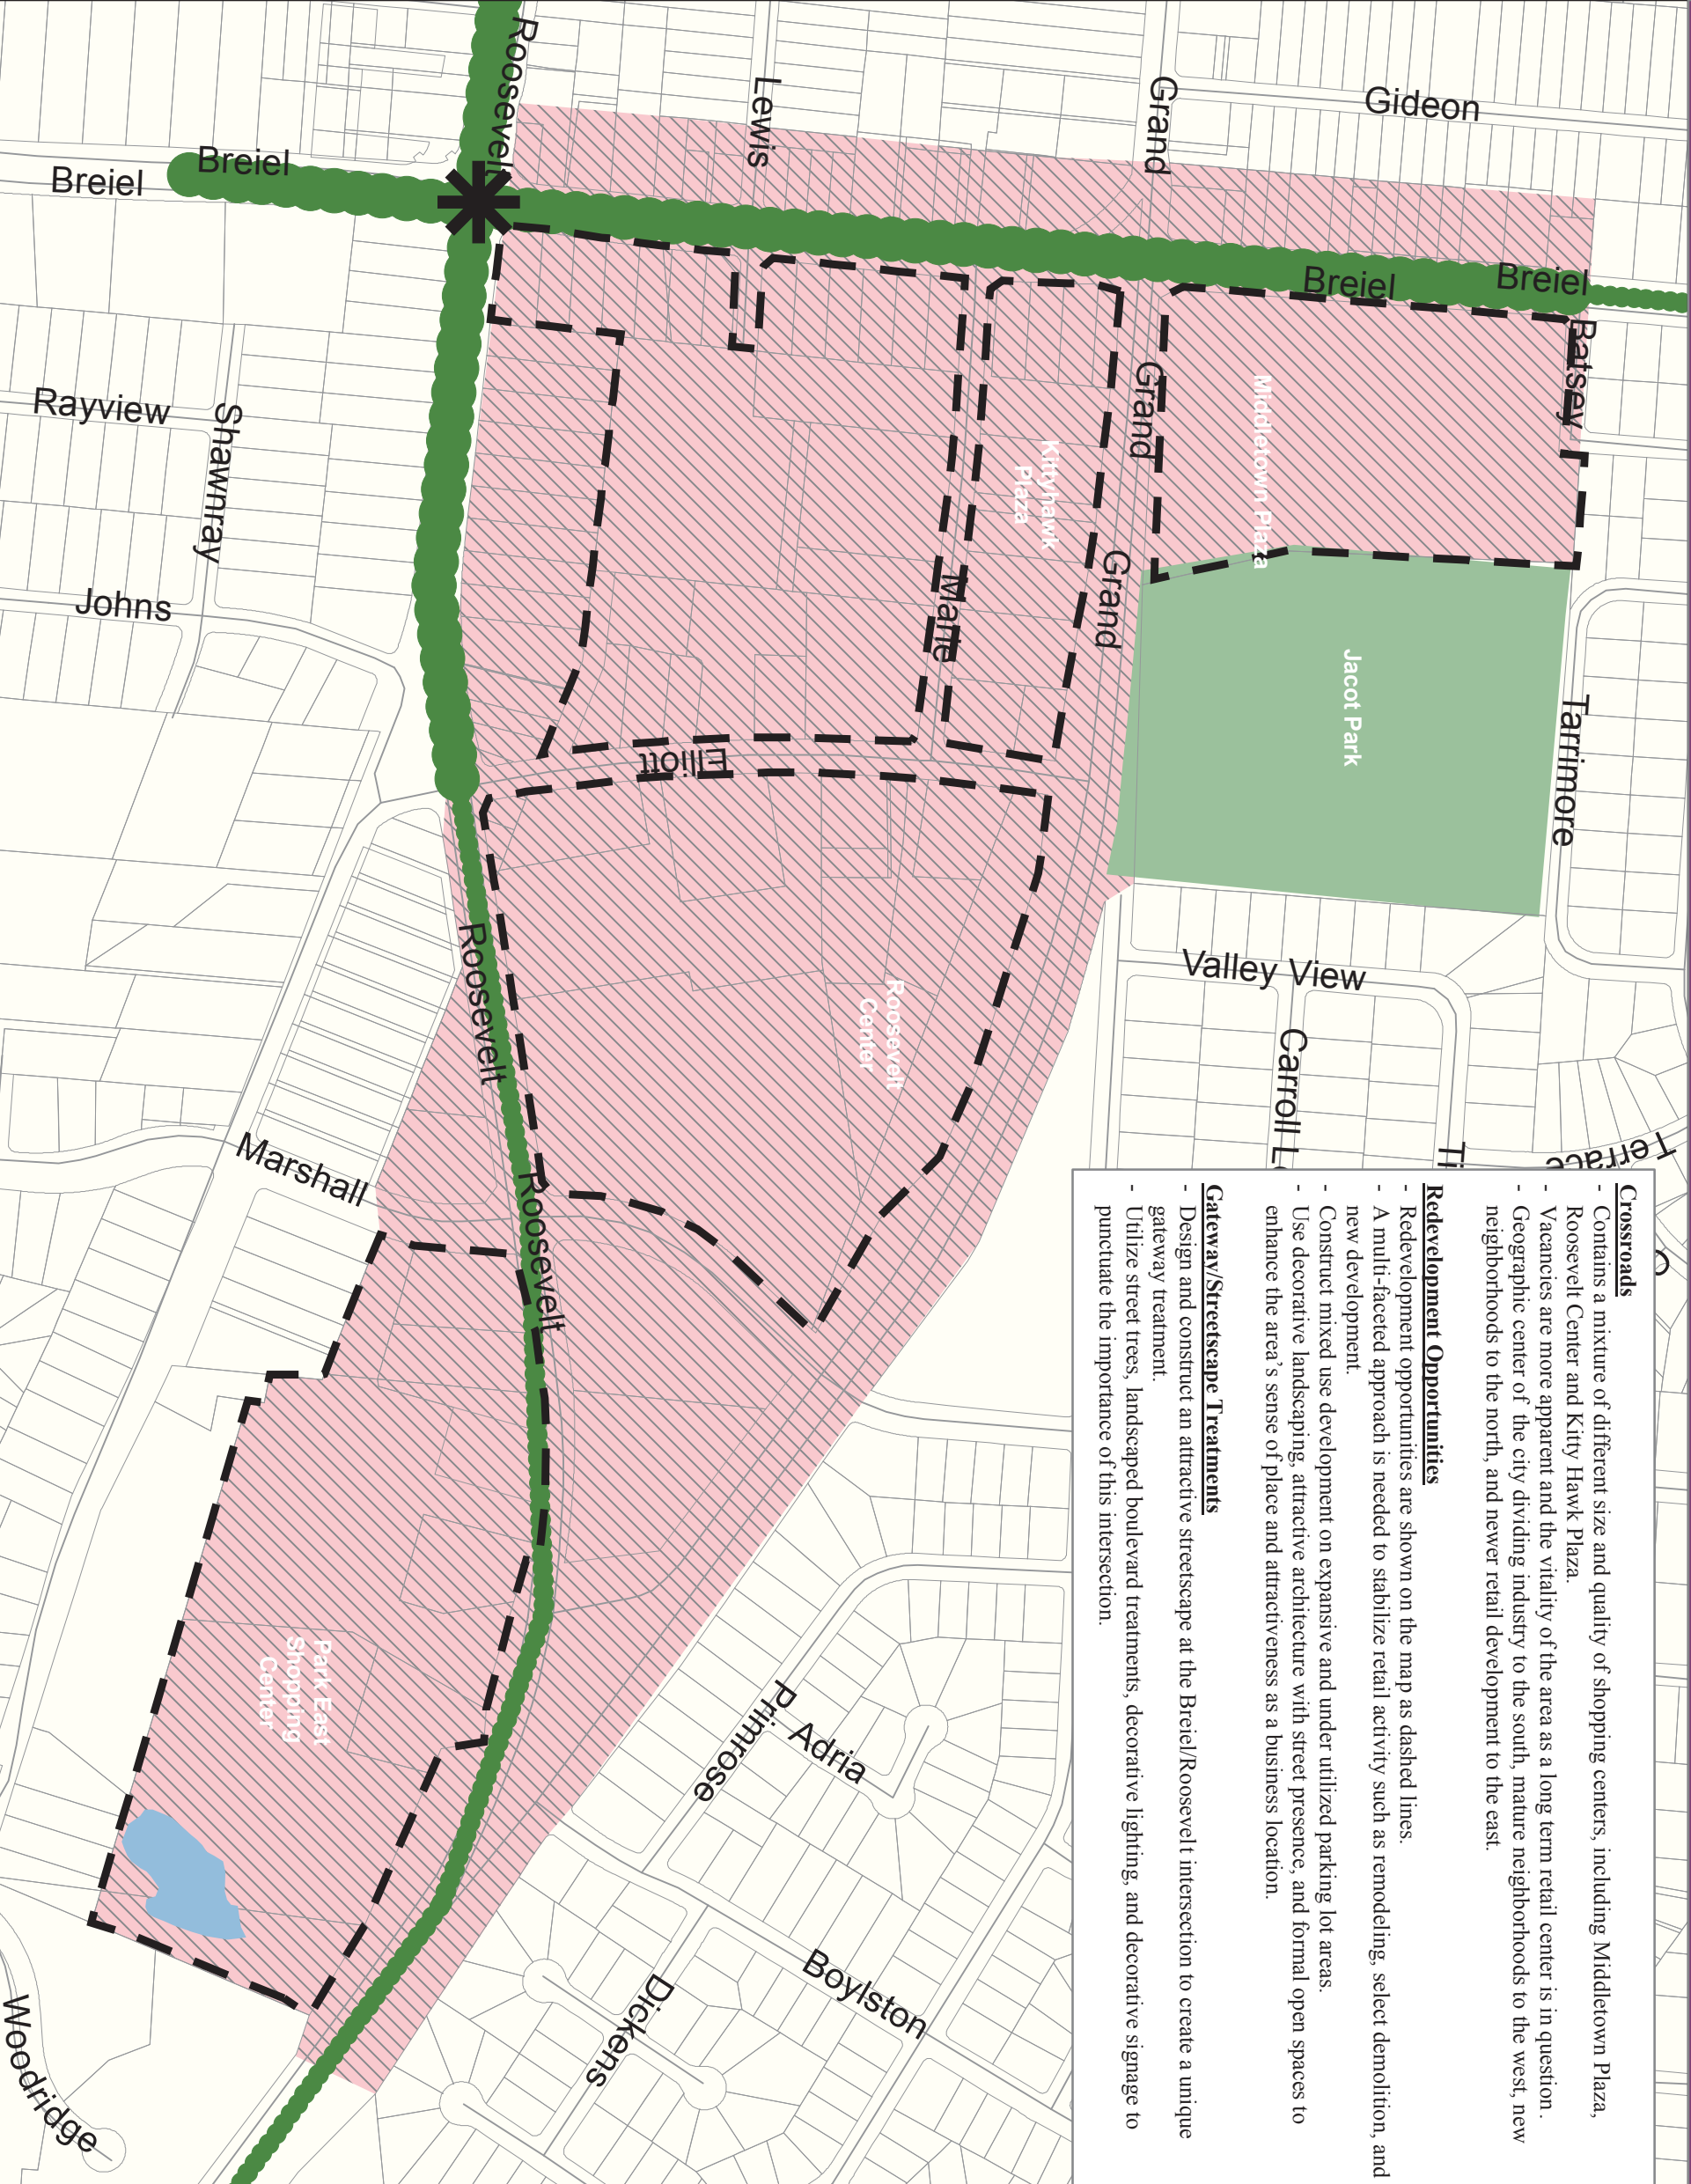 Crossroads
- Contains a mixture of different size and quality of shopping centers, including Middletown Plaza,
Roosevelt Center and Kitty Hawk Plaza.
- Vacancies are more apparent and the vitality of the area as a long term retail center is in question.
- Geographic center of the city dividing industry to the south, mature neighborhoods to the west, new
neighborhoods to the north, and newer retail development to the east.
Redevelopment Opportunities
- Redevelopment opportunities are shown on the map as dashed lines.
- A multi-faceted approach is needed to stabilize retail activity such as remodeling, select demolition, and
new development.
- Construct mixed use development on expansive and under utilized parking lot areas.
- Use decorative landscaping, attractive architecture with street presence, and formal open spaces to
enhance the area's sense of place and attractiveness as a business location.
Gateway/Streetscape Treatments
- Design and construct an attractive streetscape at the Breiel/Roosevelt intersection to create a unique
gateway treatment.
- Utilize street trees, landscaped boulevard treatments, decorative lighting, and decorative signage to
punctuate the importance of this intersection.
Batsey
Tarrimore
Terrace
Breiel
Breiel
Gideon
Middletown Plaza
Jacot Park
Valley View
Carroll L
Ti
Grand
Grand
Grand
Kittyhawk
Plaza
Marie
Roosevelt
Center
Lewis
Elliott
Adria
Primrose
Boylston
Dickens
Roosevelt
Roosevelt
Roosevelt
Breiel
Breiel
Park East
Shopping
Center
Marshall
Shawnray
Rayview
Johns
Woodridge